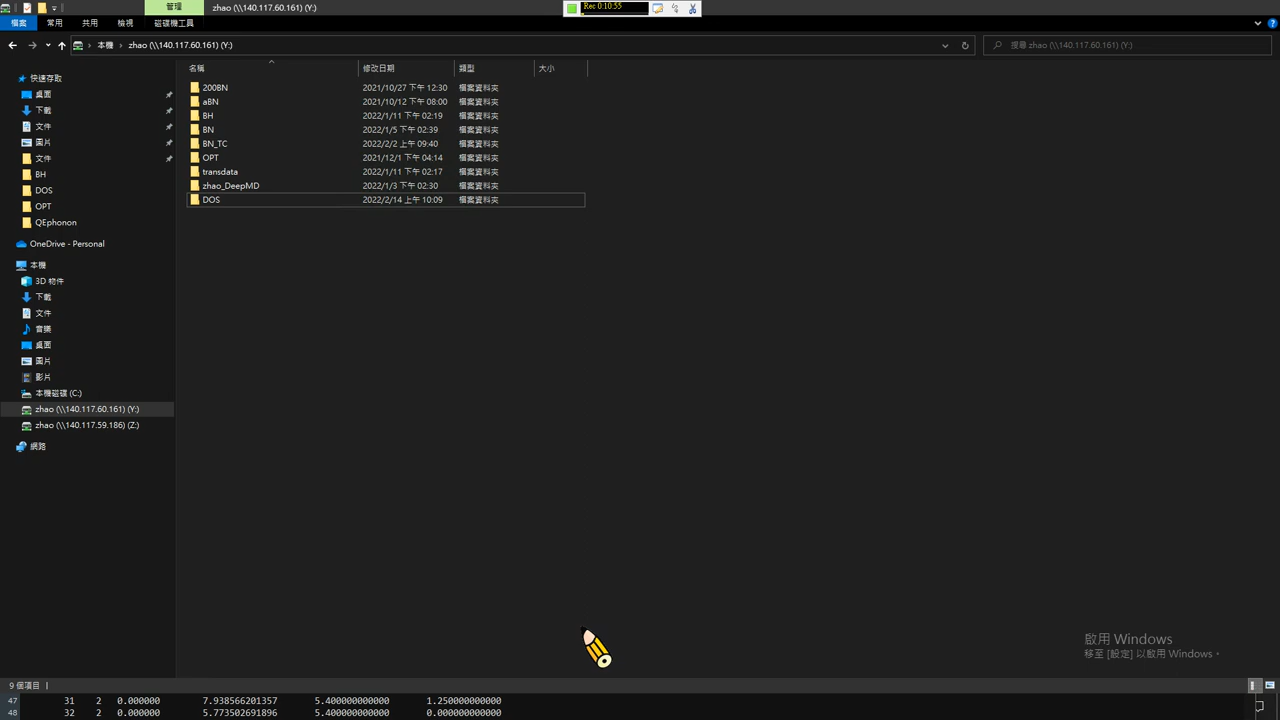 管理
zhao (\\140.117.60.161) (Y:)
Rec 0:10:55
檔案
常用
共用
檢視
磁碟機工具
本機
zhao (\\140.117.60.161) (Y:)
搜尋 zhao (\\140.117.60.161) (Y:)
名稱
修改日期
類型
大小
快速存取
桌面
下載
文件
圖片
文件
BH
DOS
OPT
QEphonon
OneDrive - Personal
本機
3D 物件
下載
文件
音樂
桌面
圖片
影片
本機磁碟 (C:)
zhao (\\140.117.60.161) (Y:)
zhao (\\140.117.59.186) (Z:)
網路
200BN 2021/10/27 下午 12:30 檔案資料夾
aBN 2021/10/12 下午 08:00 檔案資料夾
BH 2022/1/11 下午 02:19 檔案資料夾
BN 2022/1/5 下午 02:39 檔案資料夾
BN_TC 2022/2/2 上午 09:40 檔案資料夾
OPT 2021/12/1 下午 04:14 檔案資料夾
transdata 2022/1/11 下午 02:17 檔案資料夾
zhao_DeepMD 2022/1/3 下午 02:30 檔案資料夾
DOS 2022/2/14 上午 10:09 檔案資料夾
啟用 Windows
移至 [設定] 以啟用 Windows。
9 個項目
47 31 2 0.000000 7.938566201357 5.400000000000 1.250000000000
48 32 2 0.000000 5.773502691896 5.400000000000 0.000000000000